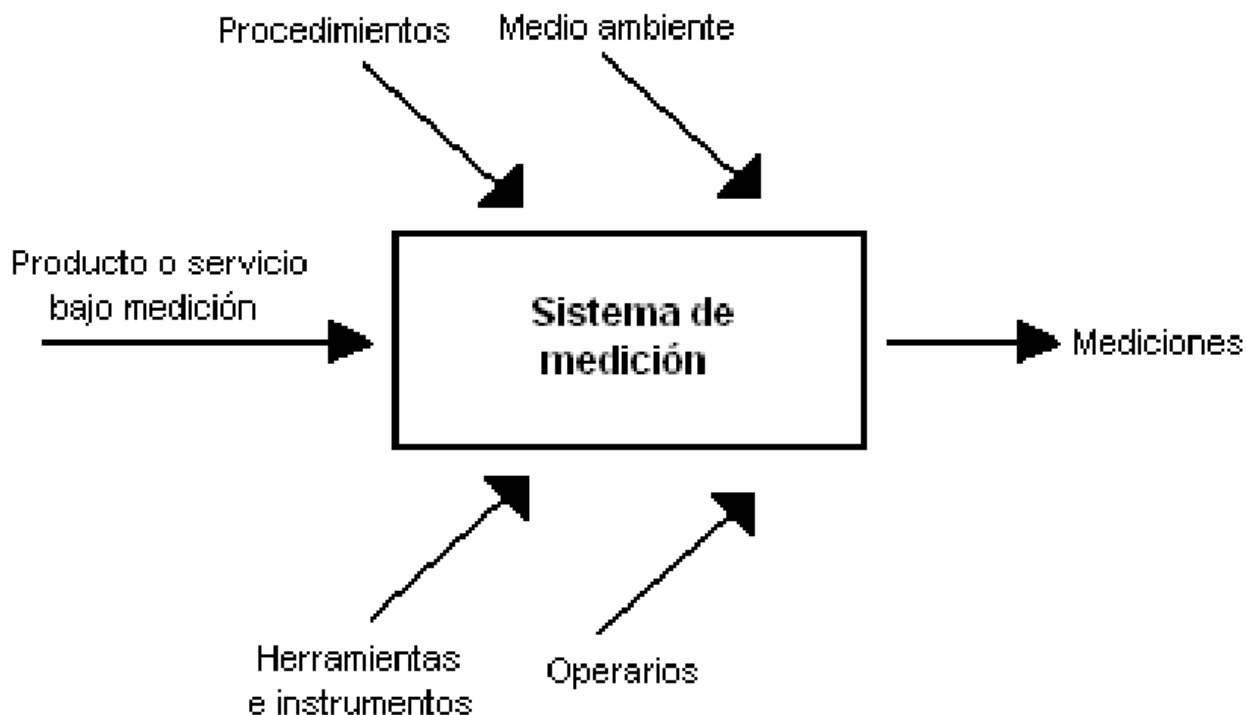 Procedimientos
Medio ambiente
Producto o servicio
bajo medición
Sistema de
medición
Mediciones
Herramientas
e instrumentos
Operarios